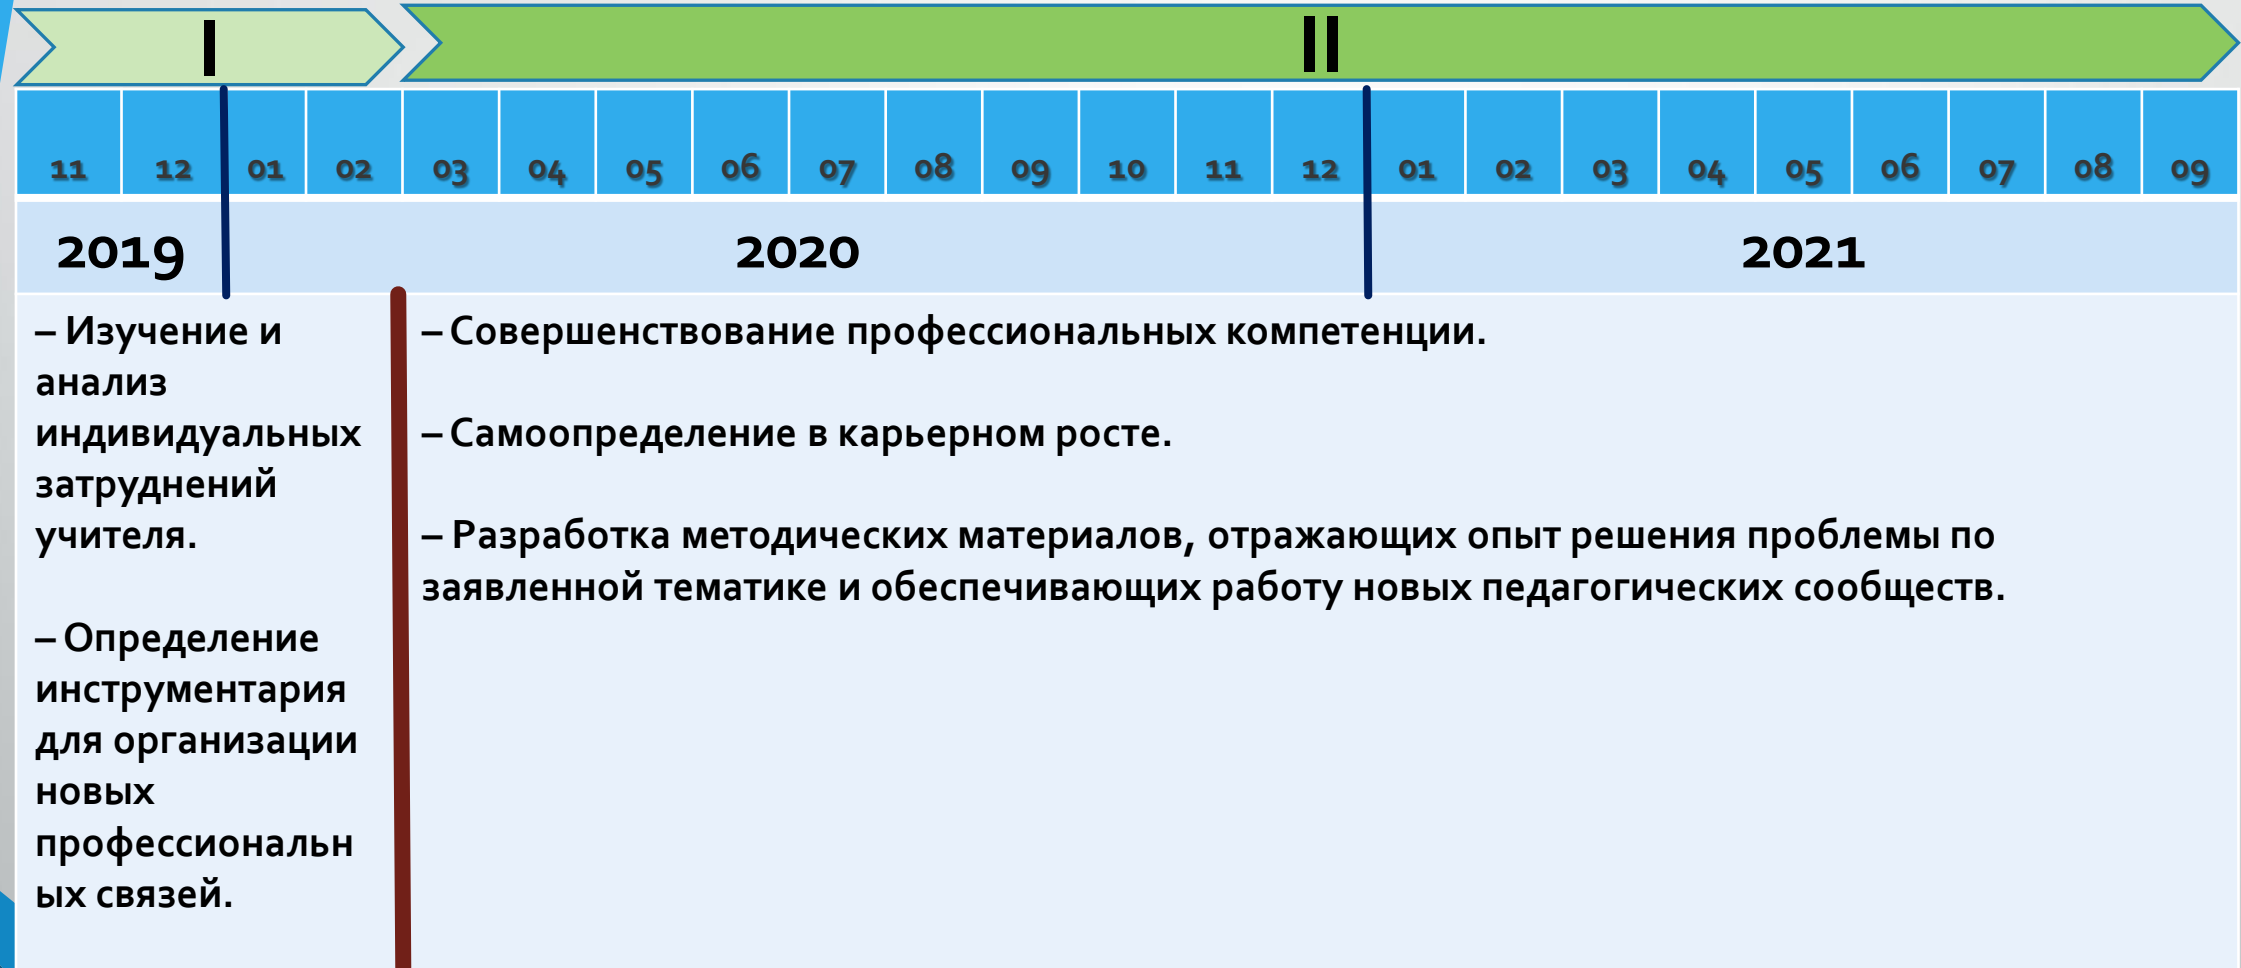 I
II
11 12 01 02 03 04 05 06 07 08 09 10 11 12 01 02 03 04 05 06 07 08 09
2019 2020 2021
– Изучение и
анализ
индивидуальных
затруднений
учителя.
– Определение
инструментария
для организации
новых
профессиональн
ых связей.
– Совершенствование профессиональных компетенции.
– Самоопределение в карьерном росте.
– Разработка методических материалов, отражающих опыт решения проблемы по
заявленной тематике и обеспечивающих работу новых педагогических сообществ.